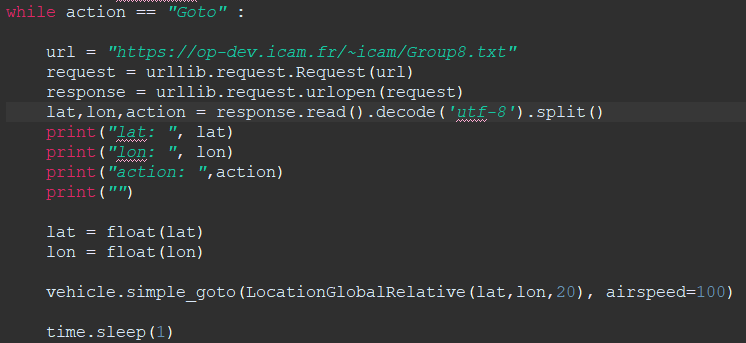 while action == "Goto" :
url = "https://op-dev.icam.fr/~icam/Group8.txt"
request = urllib.request.Request(url)
response = urllib.request.urlopen(request)
lat,lon,action = response.read().decode('utf-8').split()
print("lat: ", lat)
print("lon: ", lon)
print("action: ",action)
print("")
lat = float(lat)
lon = float(lon)
vehicle.simple_goto(LocationGlobalRelative(lat,lon,20), airspeed=100)
time.sleep(1)